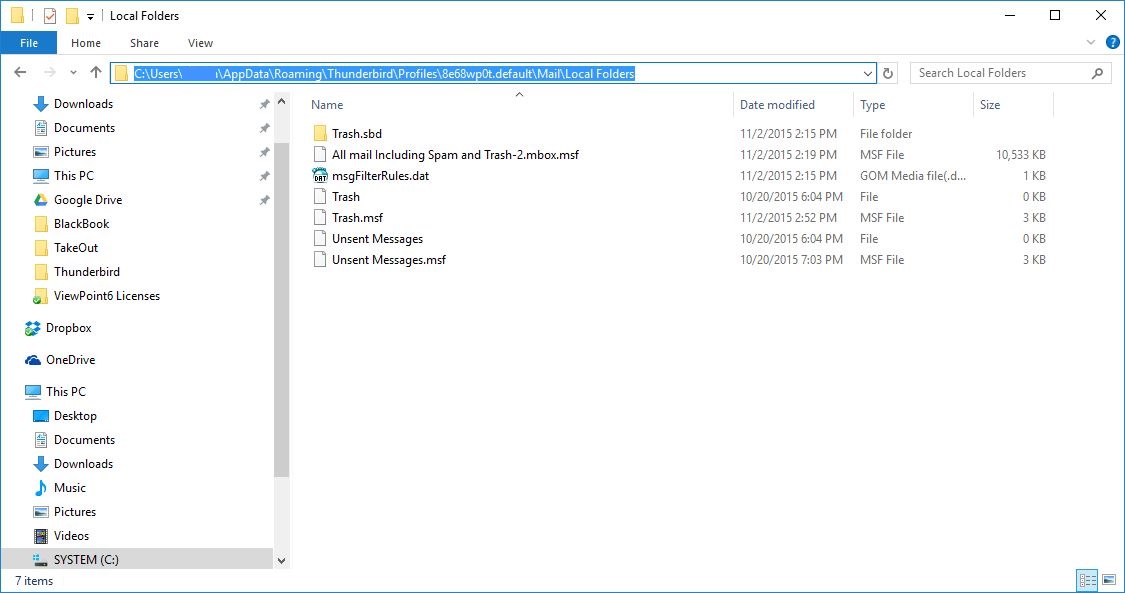 Local Folders
File Home Share View
C:\Users\ \AppData\Roaming\Thunderbird\Profiles\8e68wp0t.default\Mail\Local Folders
Search Local Folders
Name Date modified Type Size
Downloads
Documents
Pictures
This PC
Google Drive
BlackBook
TakeOut
Thunderbird
ViewPoint6 Licenses
Dropbox
OneDrive
This PC
Desktop
Documents
Downloads
Music
Pictures
Videos
SYSTEM (C:)
Trash.sbd 11/2/2015 2:15 PM File folder
All mail Including Spam and Trash-2.mbox.msf 11/2/2015 2:19 PM MSF File 10,533 KB
msgFilterRules.dat 11/2/2015 2:15 PM GOM Media file(.d... 1 KB
Trash 10/20/2015 6:04 PM File 0 KB
Trash.msf 11/2/2015 2:52 PM MSF File 3 KB
Unsent Messages 10/20/2015 6:04 PM File 0 KB
Unsent Messages.msf 10/20/2015 7:03 PM MSF File 3 KB
7 items